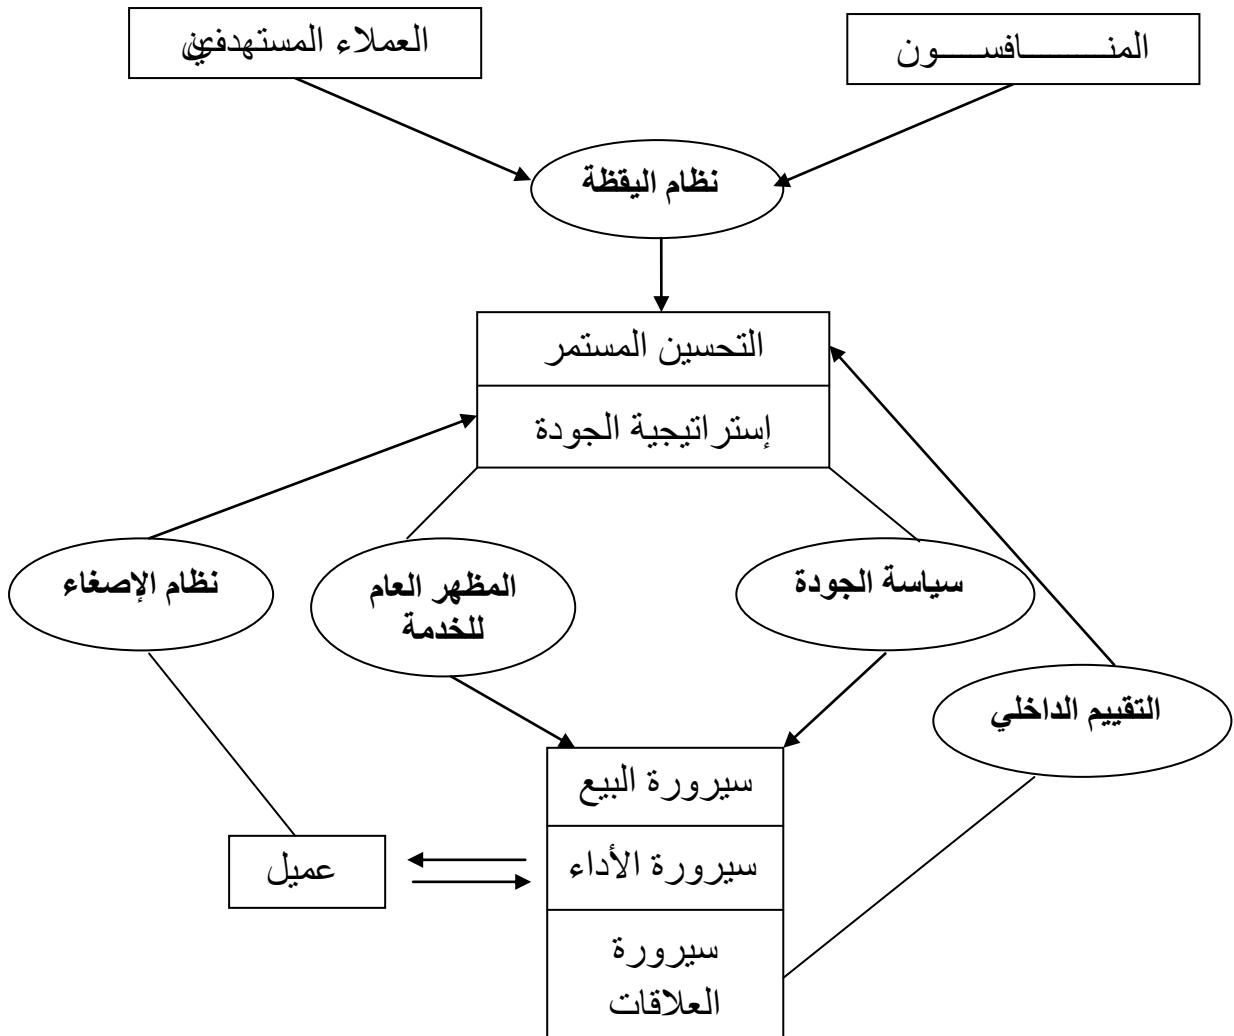 المنـــــــافســـــون
العملاء المستهدفين
نظام اليقظة
التحسين المستمر
إستراتيجية الجودة
سياسة الجودة
المظهر العام
للخدمة
نظام الإصغاء
التقييم الداخلي
سيرورة البيع
سيرورة الأداء
عميل
سيرورة
العلاقات